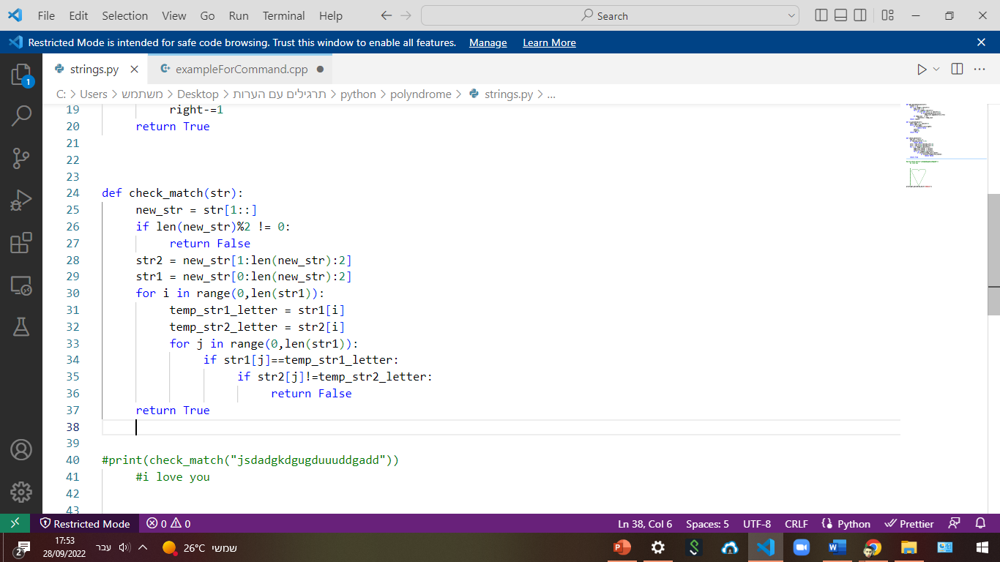 File Edit Selection View Go Run Terminal Help Search
Restricted Mode is intended for safe code browsing. Trust this window to enable all features. Manage Learn More
1
strings.py exampleForCommand.cpp
C: > Users > משתמש > Desktop > תרגילים עם הערות > python > polyndrome > strings.py > ...
19 right-=1
20 return True
21
22
23
24 def check_match(str):
25 new_str = str[1::]
26 if len(new_str)%2 != 0:
27 return False
28 str2 = new_str[1:len(new_str):2]
29 str1 = new_str[0:len(new_str):2]
30 for i in range(0,len(str1)):
31 temp_str1_letter = str1[i]
32 temp_str2_letter = str2[i]
33 for j in range(0,len(str1)):
34 if str1[j]==temp_str1_letter:
35 if str2[j]!=temp_str2_letter:
36 return False
37 return True
38
39
40 #print(check_match("jsdadgkdgugduuuddgadd"))
41 #i love you
42
43
Restricted Mode 0 0 Ln 38, Col 6 Spaces: 5 UTF-8 CRLF Python Prettier
2 17:53 עבר 26°C שמשי
28/09/2022